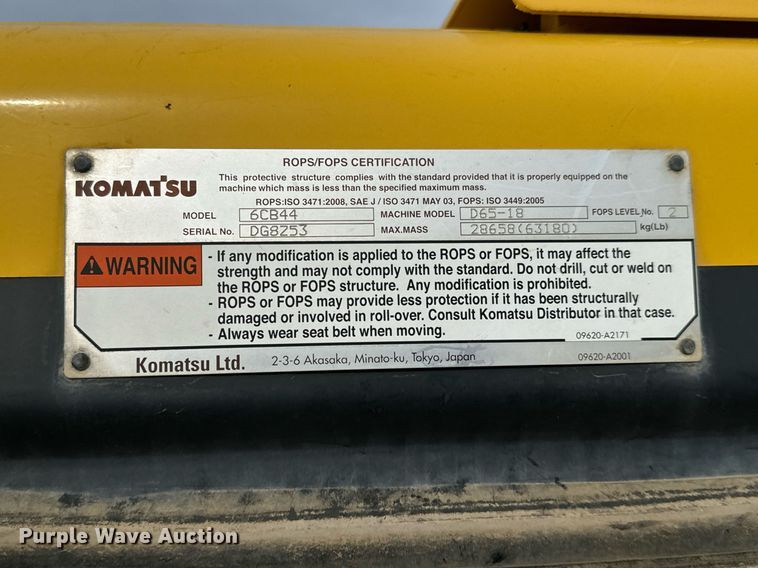 ROPS/FOPS CERTIFICATION
KOMATSU
This protective structure complies with the standard provided that it is properly equipped on the
machine which mass is less than the specified maximum mass.
ROPS:ISO 3471:2008, SAE J / ISO 3471 MAY 03, FOPS: ISO 3449:2005
MODEL 6CB44 MACHINE MODEL D65-18 FOPS LEVEL No. 2
SERIAL No. DG8253 MAX.MASS 28658(63180) kg(Lb)
WARNING
- If any modification is applied to the ROPS or FOPS, it may affect the
strength and may not comply with the standard. Do not drill, cut or weld on
the ROPS or FOPS structure. Any modification is prohibited.
- ROPS or FOPS may provide less protection if it has been structurally
damaged or involved in roll-over. Consult Komatsu Distributor in that case.
- Always wear seat belt when moving.
09620-A2171
Komatsu Ltd. 2-3-6 Akasaka, Minato-ku, Tokyo, Japan 09620-A2001
Purple Wave Auction